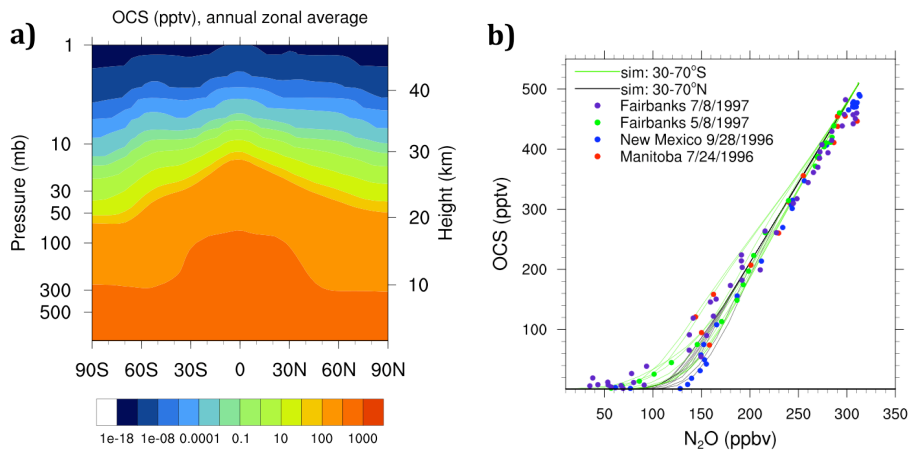 a)
OCS (pptv), annual zonal average
1
10
30
50
100
300
500
Pressure (mb)
40
30
20
10
Height (km)
90S 60S 30S 0 30N 60N 90N
1e-18 1e-08 0.0001 0.1 10 100 1000
b)
sim: 30-70°S
sim: 30-70°N
Fairbanks 7/8/1997
Fairbanks 5/8/1997
New Mexico 9/28/1996
Manitoba 7/24/1996
500
400
300
200
100
OCS (pptv)
50 100 150 200 250 300 350
N₂O (ppbv)